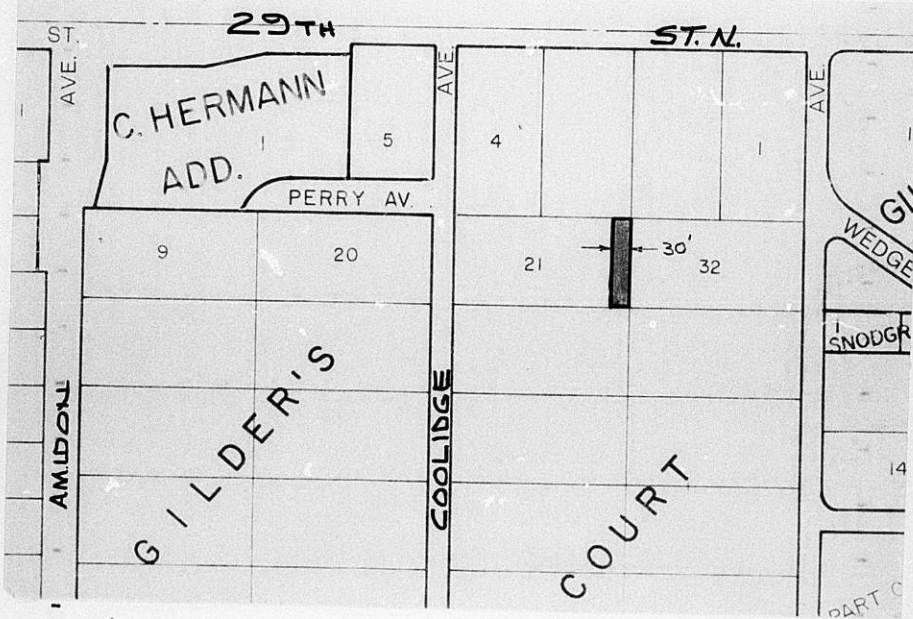 29TH ST. N.
ST.
AVE.
AVE.
AVE.
C. HERMANN
ADD.
1
5
4
1
PERRY AV.
9
20
21
30'
32
WEDGE
SNODGR
14
AMIDON
GILDER'S
COOLIDGE
COURT
PART